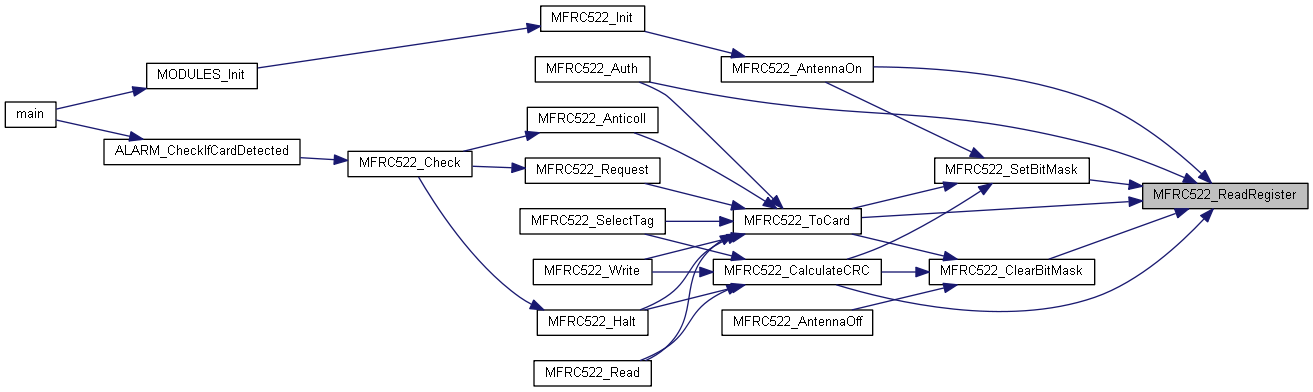 main
MODULES_Init
ALARM_CheckIfCardDetected
MFRC522_Check
MFRC522_Init
MFRC522_Auth
MFRC522_Anticoll
MFRC522_Request
MFRC522_SelectTag
MFRC522_Write
MFRC522_Halt
MFRC522_Read
MFRC522_AntennaOn
MFRC522_ToCard
MFRC522_CalculateCRC
MFRC522_AntennaOff
MFRC522_SetBitMask
MFRC522_ClearBitMask
MFRC522_ReadRegister